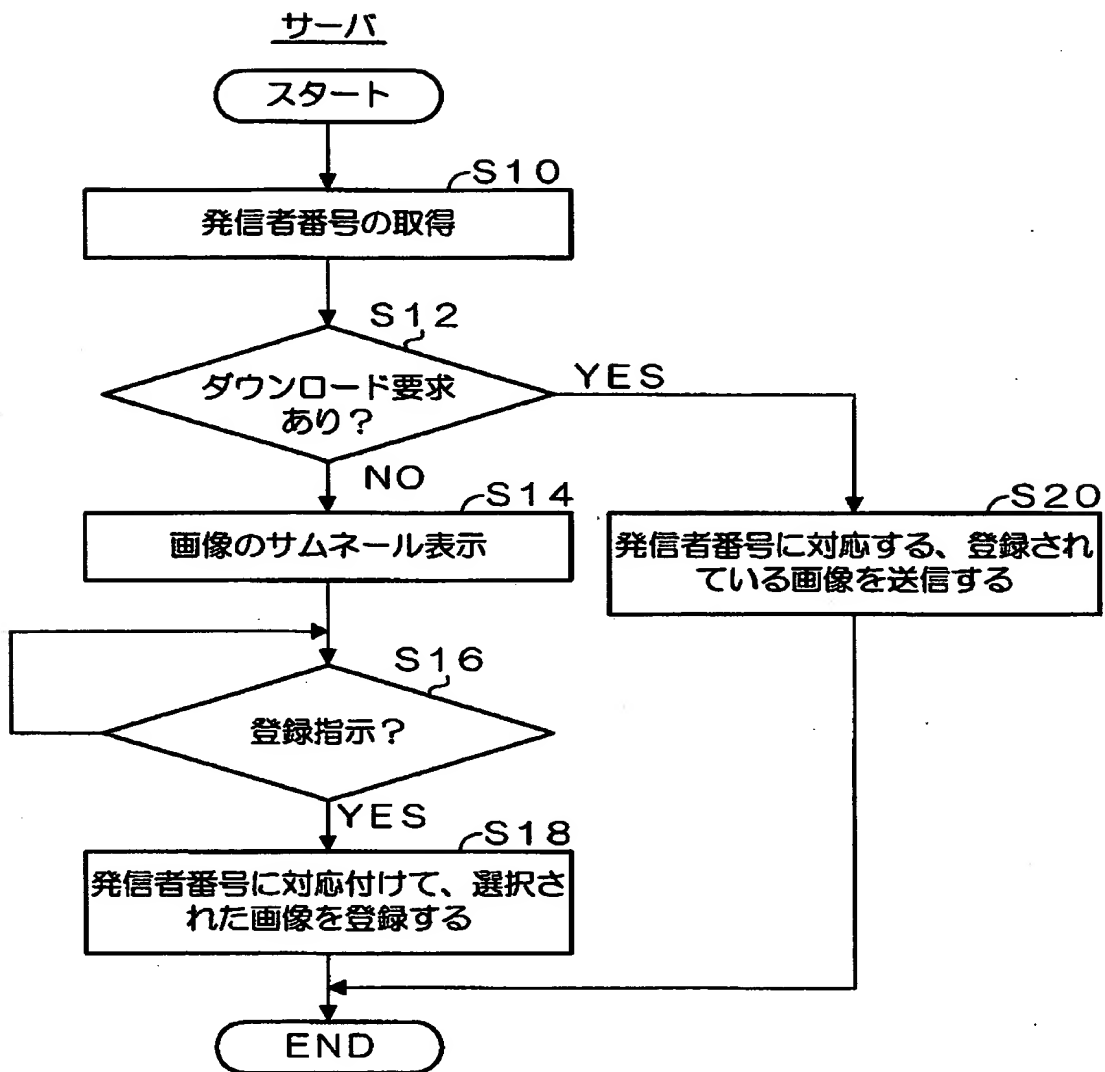 サーバ
スタート
S10
発信者番号の取得
S12
ダウンロード要求
あり?
YES
NO
S14
画像のサムネール表示
S20
発信者番号に対応する、登録され
ている画像を送信する
S16
登録指示?
YES
S18
発信者番号に対応付けて、選択さ
れた画像を登録する
END